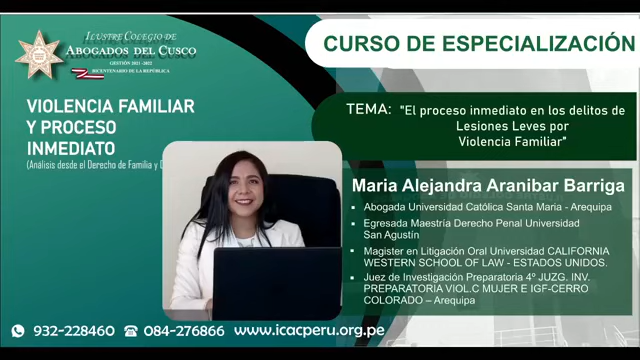 ILUSTRE COLEGIO DE
ABOGADOS DEL CUSCO
GESTIÓN 2021 -2022
BICENTENARIO DE LA REPÚBLICA
CURSO DE ESPECIALIZACIÓN
VIOLENCIA FAMILIAR
Y PROCESO
INMEDIATO
(Análisis desde el Derecho de Familia y
TEMA: "El proceso inmediato en los delitos de
Lesiones Leves por
Violencia Familiar"
Maria Alejandra Aranibar Barriga
▪ Abogada Universidad Católica Santa Maria - Arequipa
▪ Egresada Maestría Derecho Penal Universidad
San Agustín
▪ Magister en Litigación Oral Universidad CALIFORNIA
WESTERN SCHOOL OF LAW - ESTADOS UNIDOS.
▪ Juez de Investigación Preparatoria 4º JUZG. INV.
PREPARATORIA VIOL.C MUJER E IGF-CERRO
COLORADO – Arequipa
932-228460 084-276866 www.icacperu.org.pe